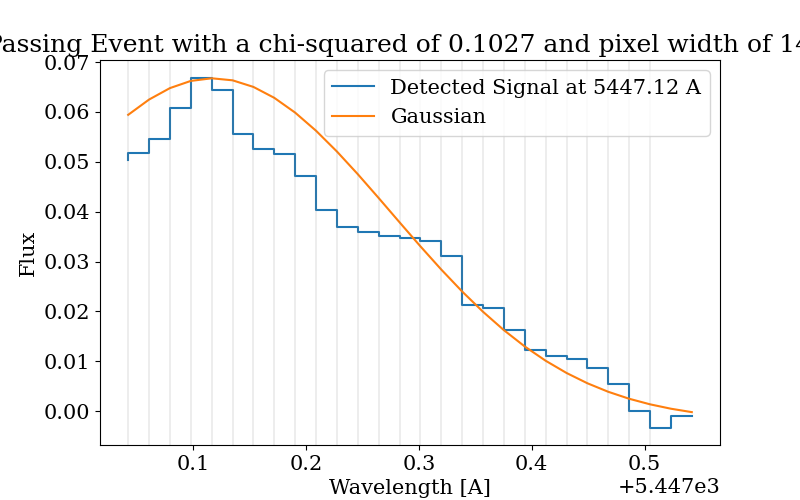 Passing Event with a chi-squared of 0.1027 and pixel width of 14
0.07
0.06
0.05
0.04
0.03
0.02
0.01
0.00
Flux
Detected Signal at 5447.12 A
Gaussian
0.1 0.2 0.3 0.4 0.5
Wavelength [A]
+5.447e3